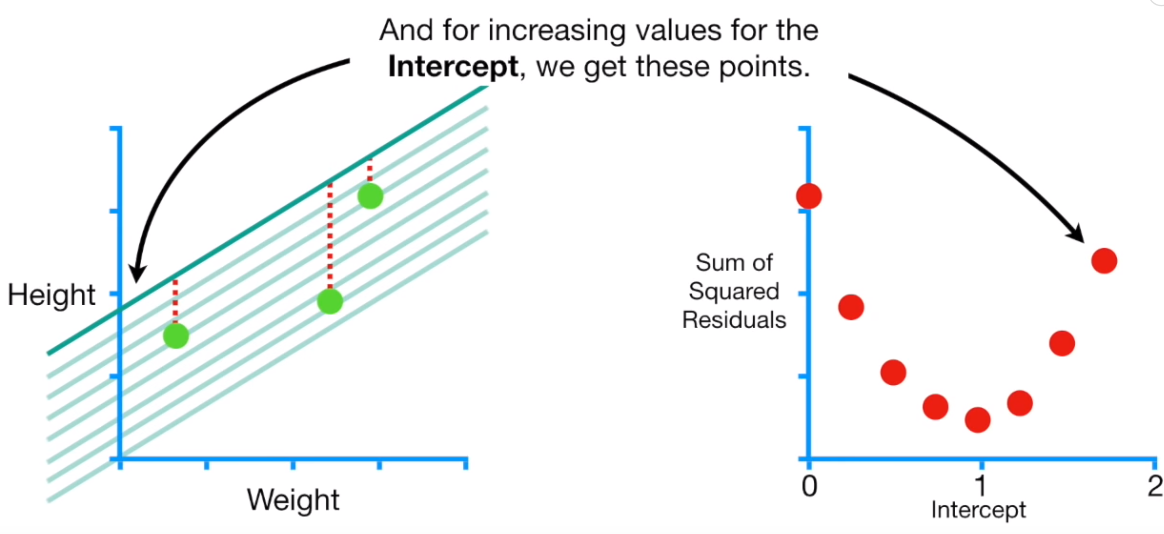 And for increasing values for the
Intercept, we get these points.
Height
Weight
Sum of
Squared
Residuals
0
1
2
Intercept